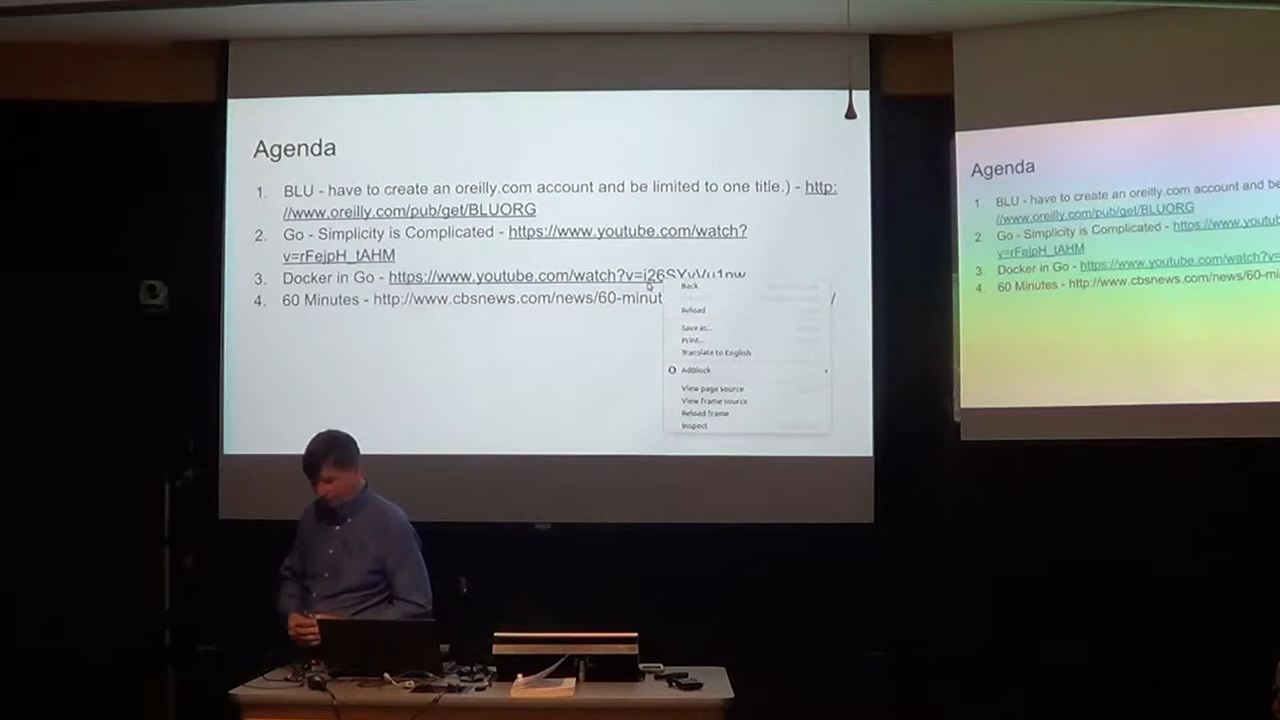 Agenda
1. BLU - have to create an oreilly.com account and be limited to one title.) - http:
//www.oreilly.com/pub/get/BLUORG
2. Go - Simplicity is Complicated - https://www.youtube.com/watch?
v=rFejpH_tAHM
3. Docker in Go - https://www.youtube.com/watch?v=i26SYvVu1nw
4. 60 Minutes - http://www.cbsnews.com/news/60-minut /
Back
Reload
Save as...
Print...
Translate to English
AdBlock
View page source
View frame source
Reload frame
Inspect
Agenda
1. BLU - have to create an oreilly.com account and be
//www.oreilly.com/pub/get/BLUORG
2. Go - Simplicity is Complicated - https://www.youtub
v=rFejpH_tAHM
3. Docker in Go - https://www.youtube.com/watch?v=
4. 60 Minutes - http://www.cbsnews.com/news/60-mi